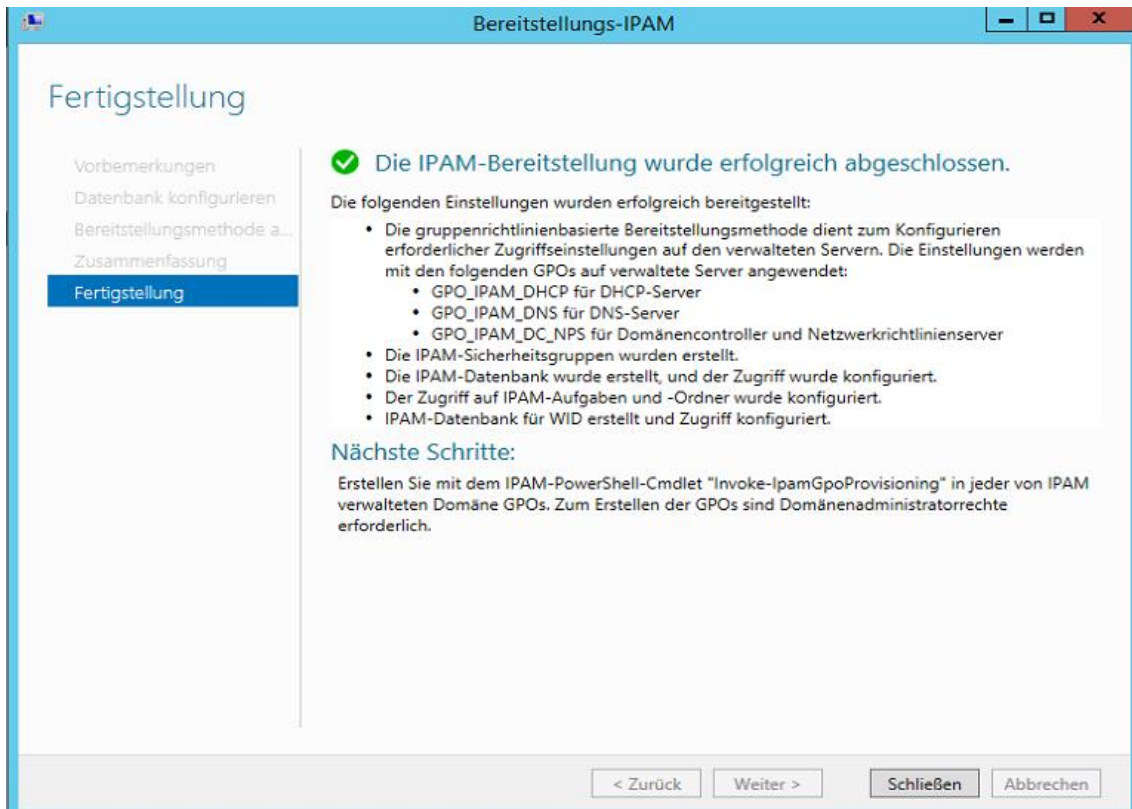 Bereitstellungs-IPAM
Fertigstellung
Vorbemerkungen
Datenbank konfigurieren
Bereitstellungsmethode a...
Zusammenfassung
Fertigstellung
Die IPAM-Bereitstellung wurde erfolgreich abgeschlossen.
Die folgenden Einstellungen wurden erfolgreich bereitgestellt:
• Die gruppenrichtlinienbasierte Bereitstellungsmethode dient zum Konfigurieren
erforderlicher Zugriffseinstellungen auf den verwalteten Servern. Die Einstellungen werden
mit den folgenden GPOs auf verwaltete Server angewendet:
• GPO_IPAM_DHCP für DHCP-Server
• GPO_IPAM_DNS für DNS-Server
• GPO_IPAM_DC_NPS für Domänencontroller und Netzwerkrichtlinienserver
• Die IPAM-Sicherheitsgruppen wurden erstellt.
• Die IPAM-Datenbank wurde erstellt, und der Zugriff wurde konfiguriert.
• Der Zugriff auf IPAM-Aufgaben und -Ordner wurde konfiguriert.
• IPAM-Datenbank für WID erstellt und Zugriff konfiguriert.
Nächste Schritte:
Erstellen Sie mit dem IPAM-PowerShell-Cmdlet "Invoke-IpamGpoProvisioning" in jeder von IPAM
verwalteten Domäne GPOs. Zum Erstellen der GPOs sind Domänenadministratorrechte
erforderlich.
< Zurück
Weiter >
Schließen
Abbrechen